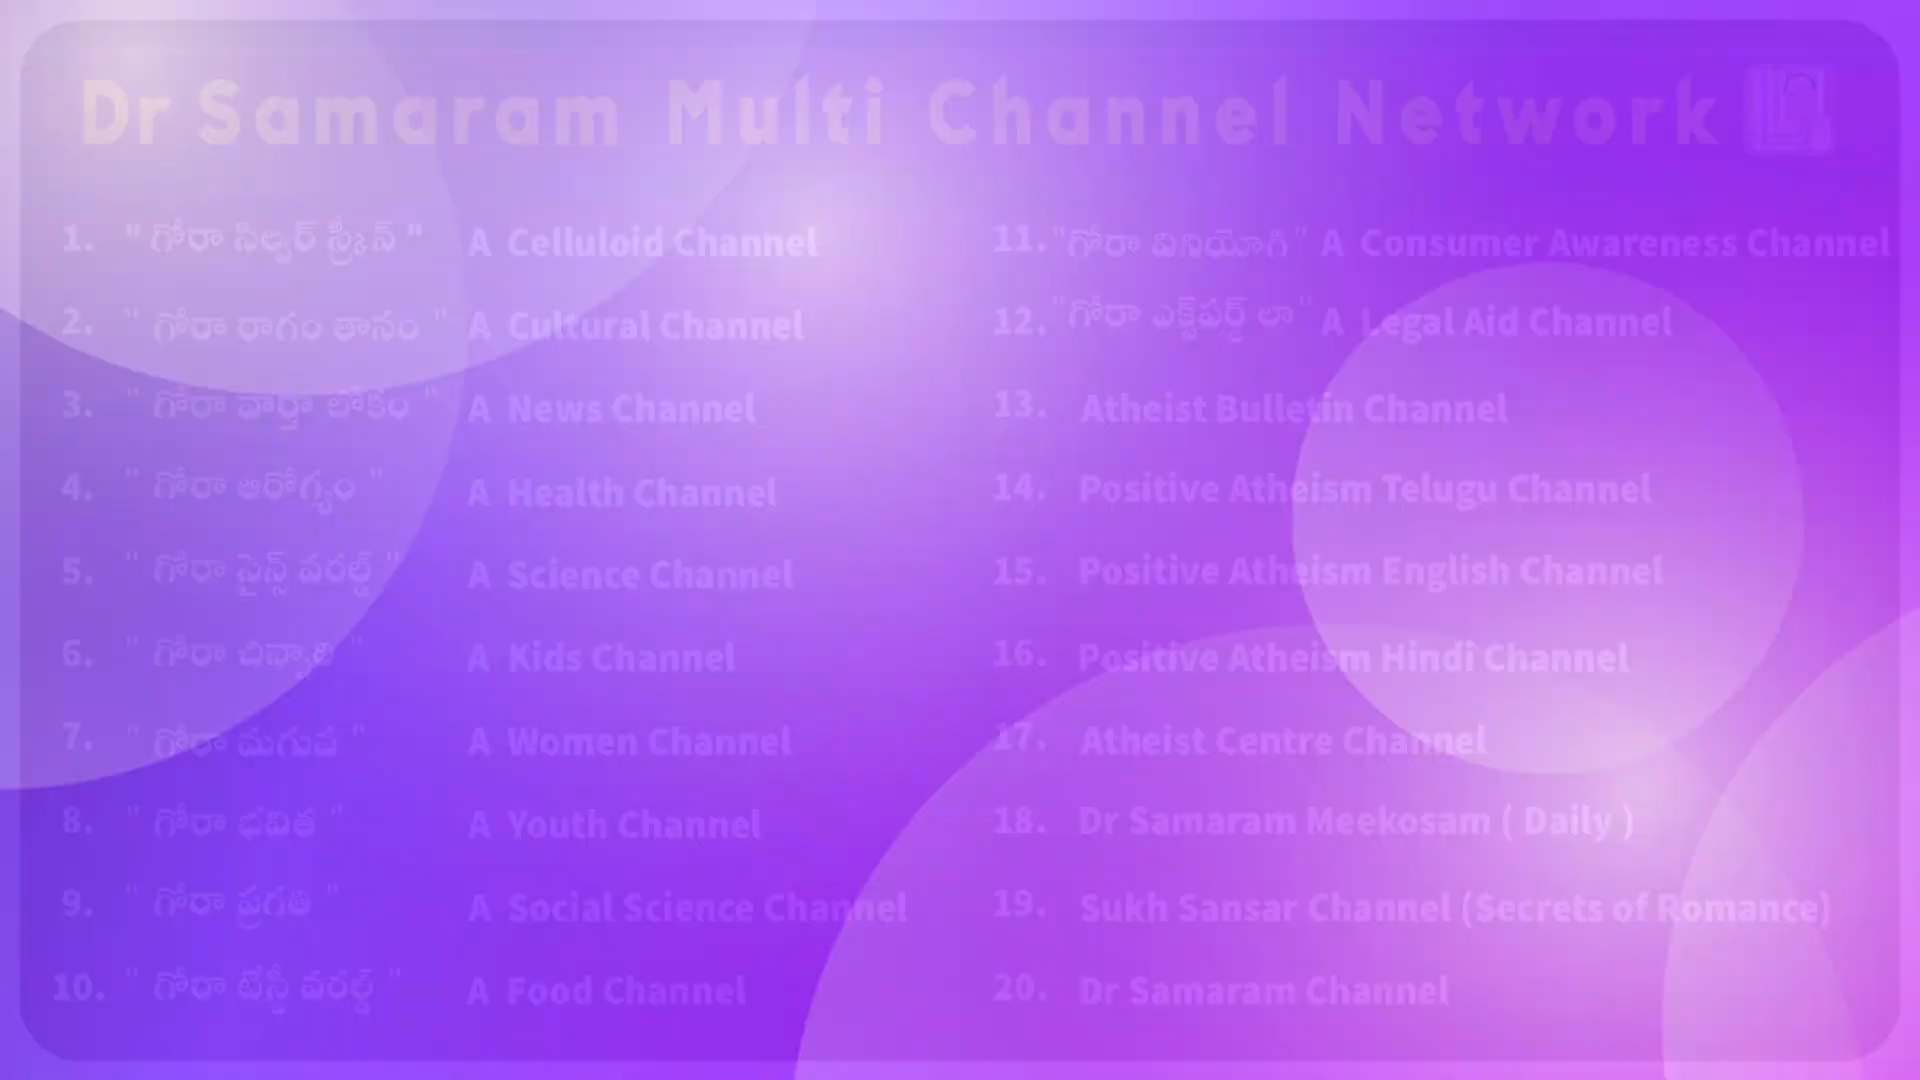 Dr Samaram Multi Channel Network
1. " గోరా సిల్వర్ స్క్రీన్ " A Celluloid Channel
2. " గోరా రాగం తానం " A Cultural Channel
3. " గోరా వార్తా లోకం " A News Channel
4. " గోరా ఆరోగ్యం " A Health Channel
5. " గోరా సైన్స్ వరల్డ్ " A Science Channel
6. " గోరా చిన్నారి " A Kids Channel
7. " గోరా మగువ " A Women Channel
8. " గోరా భవిత " A Youth Channel
9. " గోరా ప్రగతి " A Social Science Channel
10. " గోరా టేస్టీ వరల్డ్ " A Food Channel
11. "గోరా వినియోగి" A Consumer Awareness Channel
12. "గోరా ఎక్స్‌పర్ట్ లా" A Legal Aid Channel
13. Atheist Bulletin Channel
14. Positive Atheism Telugu Channel
15. Positive Atheism English Channel
16. Positive Atheism Hindi Channel
17. Atheist Centre Channel
18. Dr Samaram Meekosam ( Daily )
19. Sukh Sansar Channel (Secrets of Romance)
20. Dr Samaram Channel